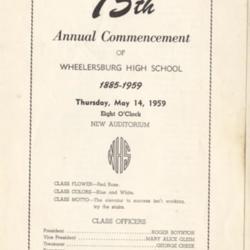 75th
Annual Commencement
OF
WHEELERSBURG HIGH SCHOOL
1885-1959
Thursday, May 14, 1959
Eight O'Clock
NEW AUDITORIUM
WHS
CLASS FLOWER—Red Rose.
CLASS COLORS—Blue and White.
CLASS MOTTO—The elevator to success isn't working,
try the stairs.
CLASS OFFICERS
President ROGER BOYNTON
Vice President MARY ALICE GLEIM
Treasurer GEORGE CREEK